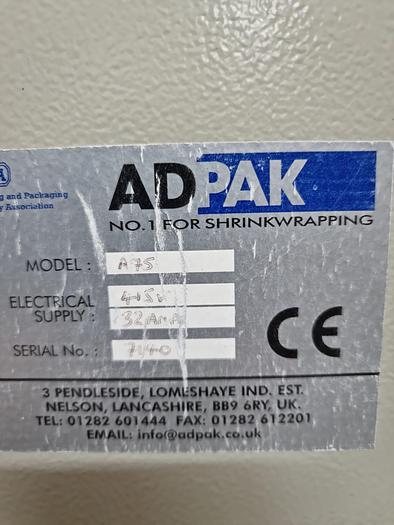 A
g and Packaging
y Association
ADPAK
NO.1 FOR SHRINKWRAPPING
MODEL : A75
ELECTRICAL 415v
SUPPLY : 32AMP
SERIAL No. : 7140
CE
3 PENDLESIDE, LOMESHAYE IND. EST.
NELSON, LANCASHIRE, BB9 6RY, UK.
TEL: 01282 601444 FAX: 01282 612201
EMAIL: info@adpak.co.uk